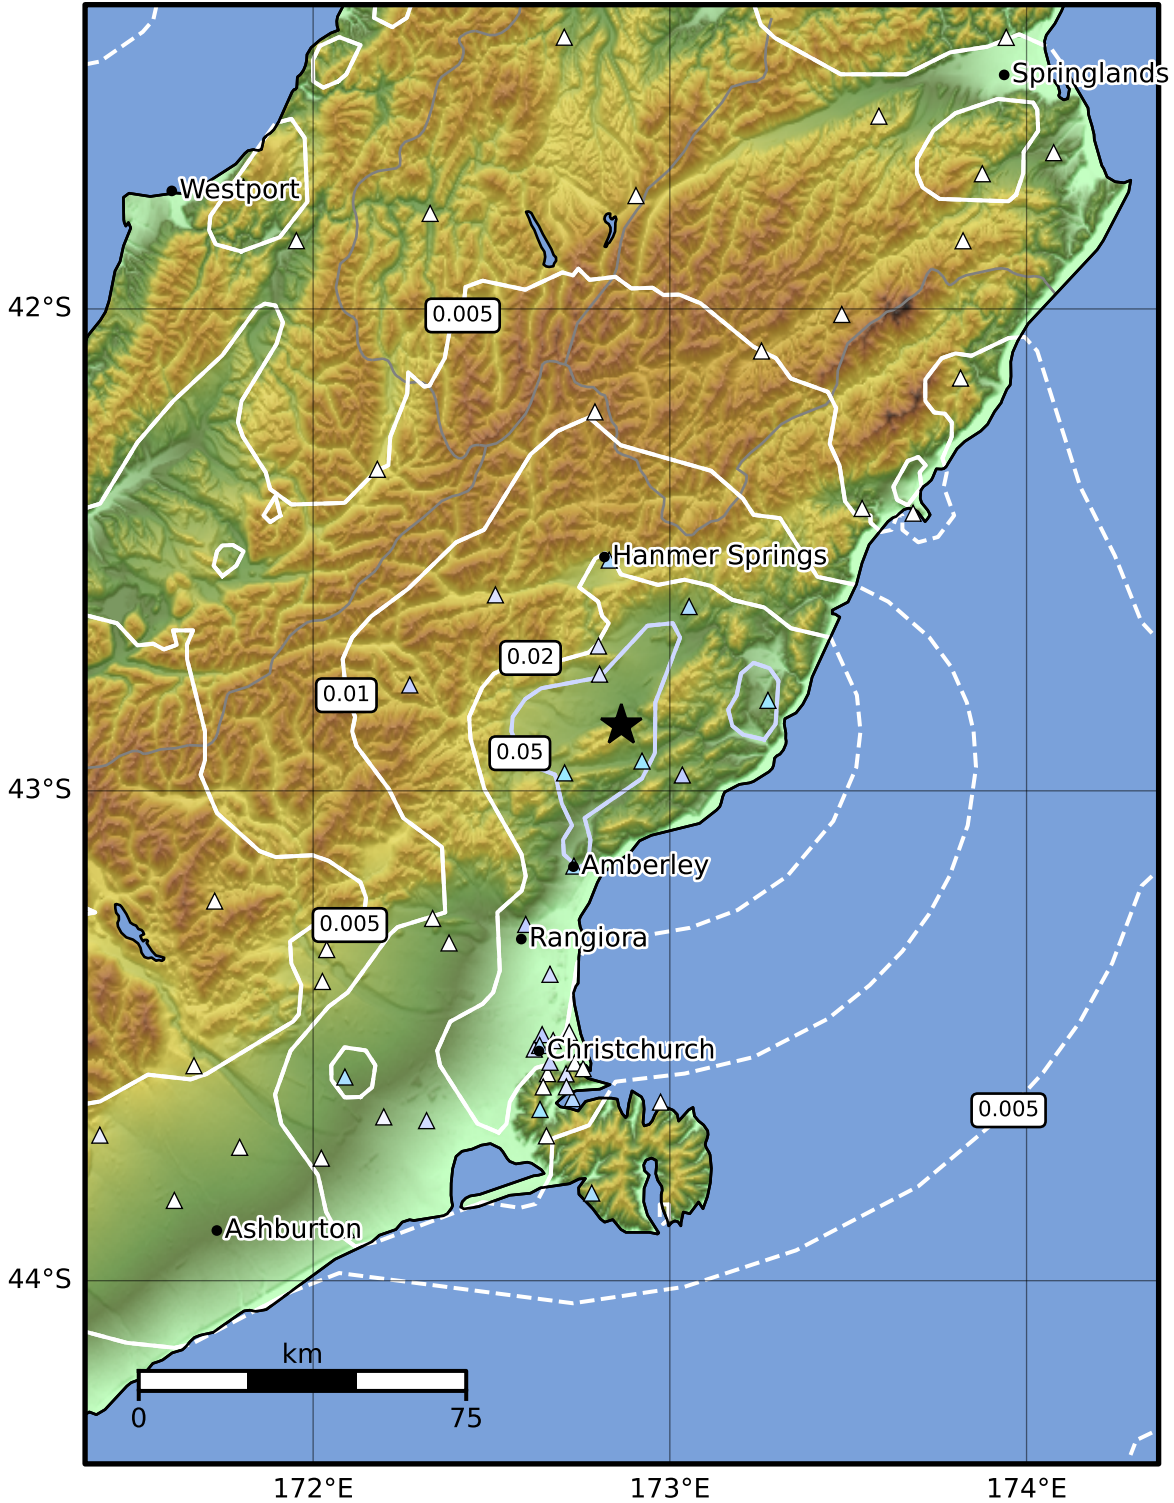 Springlands
Westport
42°S
0.005
Hanmer Springs
0.02
0.01
0.05
43°S
Amberley
0.005
Rangiora
Christchurch
0.005
Ashburton
44°S
km
0
75
172°E
173°E
174°E